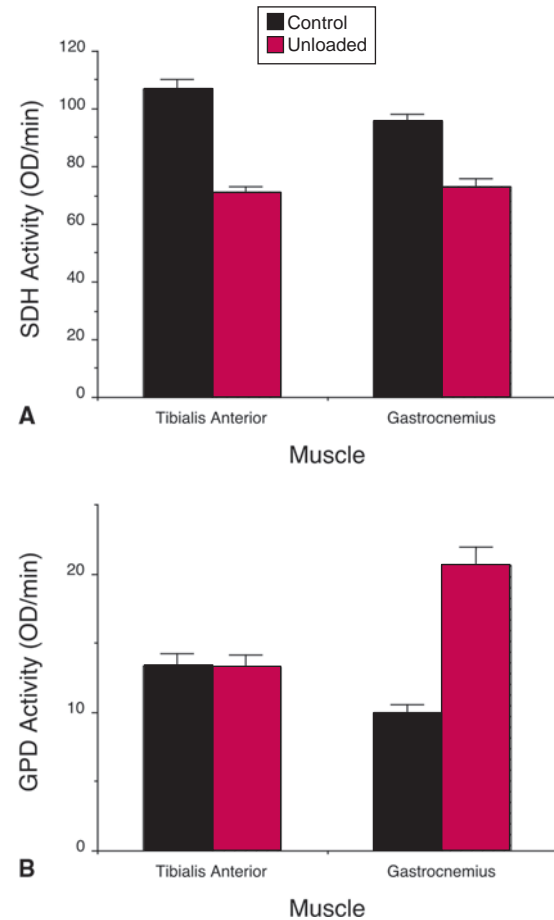 Control
Unloaded
120
100
80
60
40
20
0
SDH Activity (OD/min)
A
Tibialis Anterior Gastrocnemius
Muscle
20
10
0
GPD Activity (OD/min)
B
Tibialis Anterior Gastrocnemius
Muscle